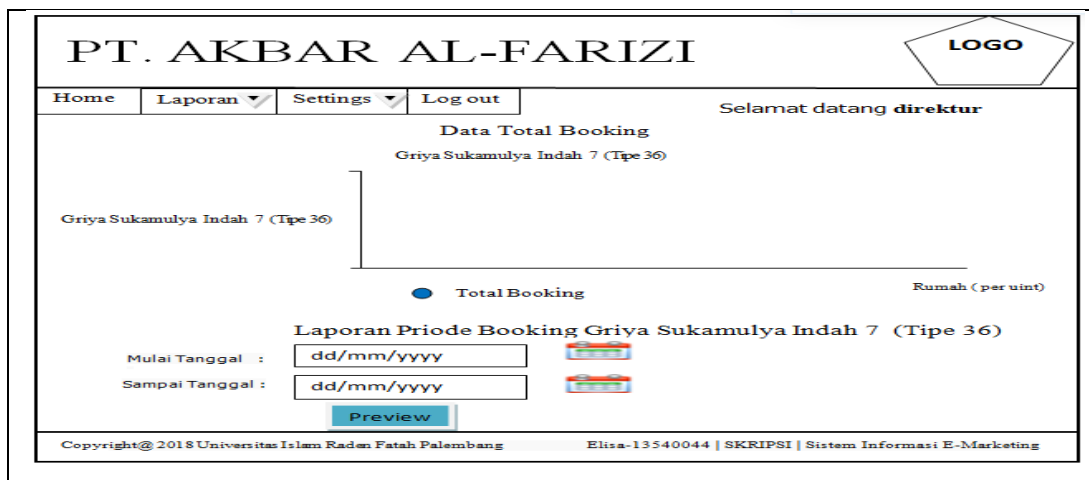 PT. AKBAR AL-FARIZI
LOGO
Home Laporan Settings Log out
Selamat datang direktur
Data Total Booking
Griya Sukamulya Indah 7 (Tipe 36)
Griya Sukamulya Indah 7 (Tipe 36)
Total Booking
Rumah ( per uint)
Laporan Priode Booking Griya Sukamulya Indah 7 (Tipe 36)
Mulai Tanggal : dd/mm/yyyy
Sampai Tanggal : dd/mm/yyyy
Preview
Copyright@ 2018 Universitas Islam Raden Fatah Palembang Elisa-13540044 | SKRIPSI | Sistem Informasi E-Marketing